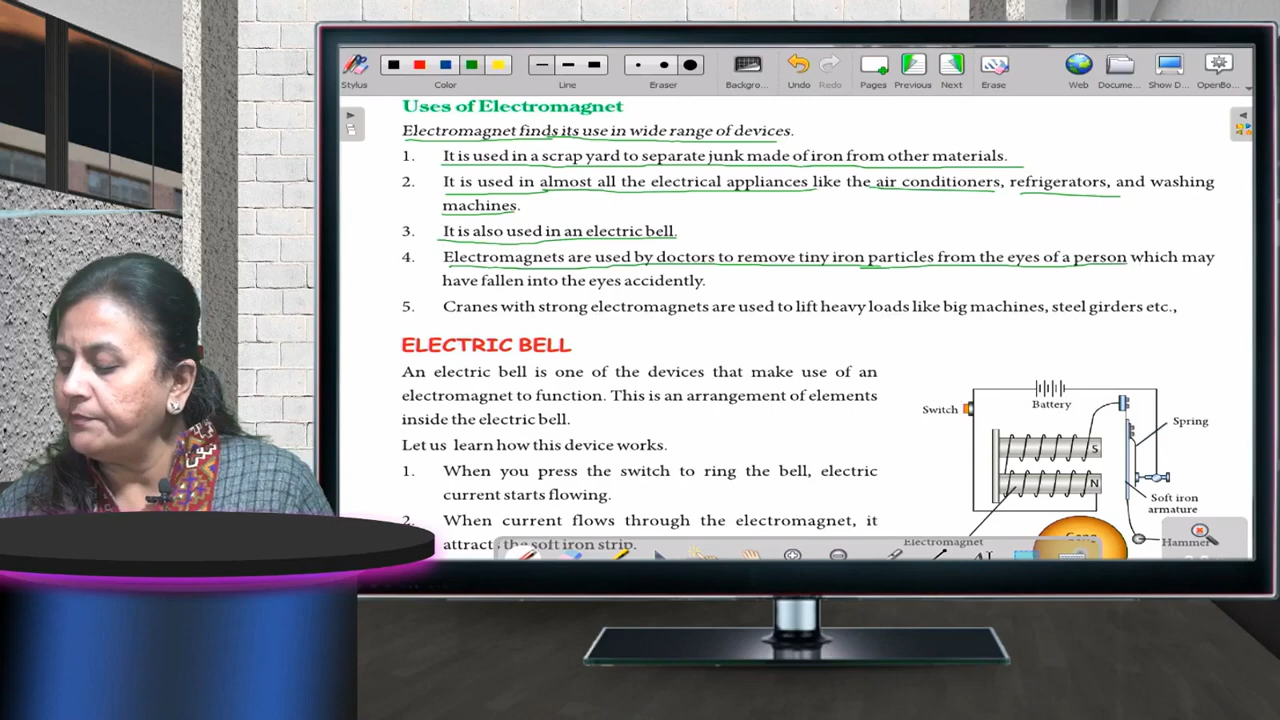 Stylus
Color
Line
Eraser
Backgro...
Undo
Redo
Pages
Previous
Next
Erase
Web
Docume...
Show D...
OpenBo...
Uses of Electromagnet
Electromagnet finds its use in wide range of devices.
1. It is used in a scrap yard to separate junk made of iron from other materials.
2. It is used in almost all the electrical appliances like the air conditioners, refrigerators, and washing
machines.
3. It is also used in an electric bell.
4. Electromagnets are used by doctors to remove tiny iron particles from the eyes of a person which may
have fallen into the eyes accidently.
5. Cranes with strong electromagnets are used to lift heavy loads like big machines, steel girders etc.,
ELECTRIC BELL
An electric bell is one of the devices that make use of an
electromagnet to function. This is an arrangement of elements
inside the electric bell.
Let us learn how this device works.
1. When you press the switch to ring the bell, electric
current starts flowing.
2. When current flows through the electromagnet, it
attract the soft iron strip.
Switch
Battery
Spring
S
N
Soft iron
armature
Electromagnet
Gong
Hammer